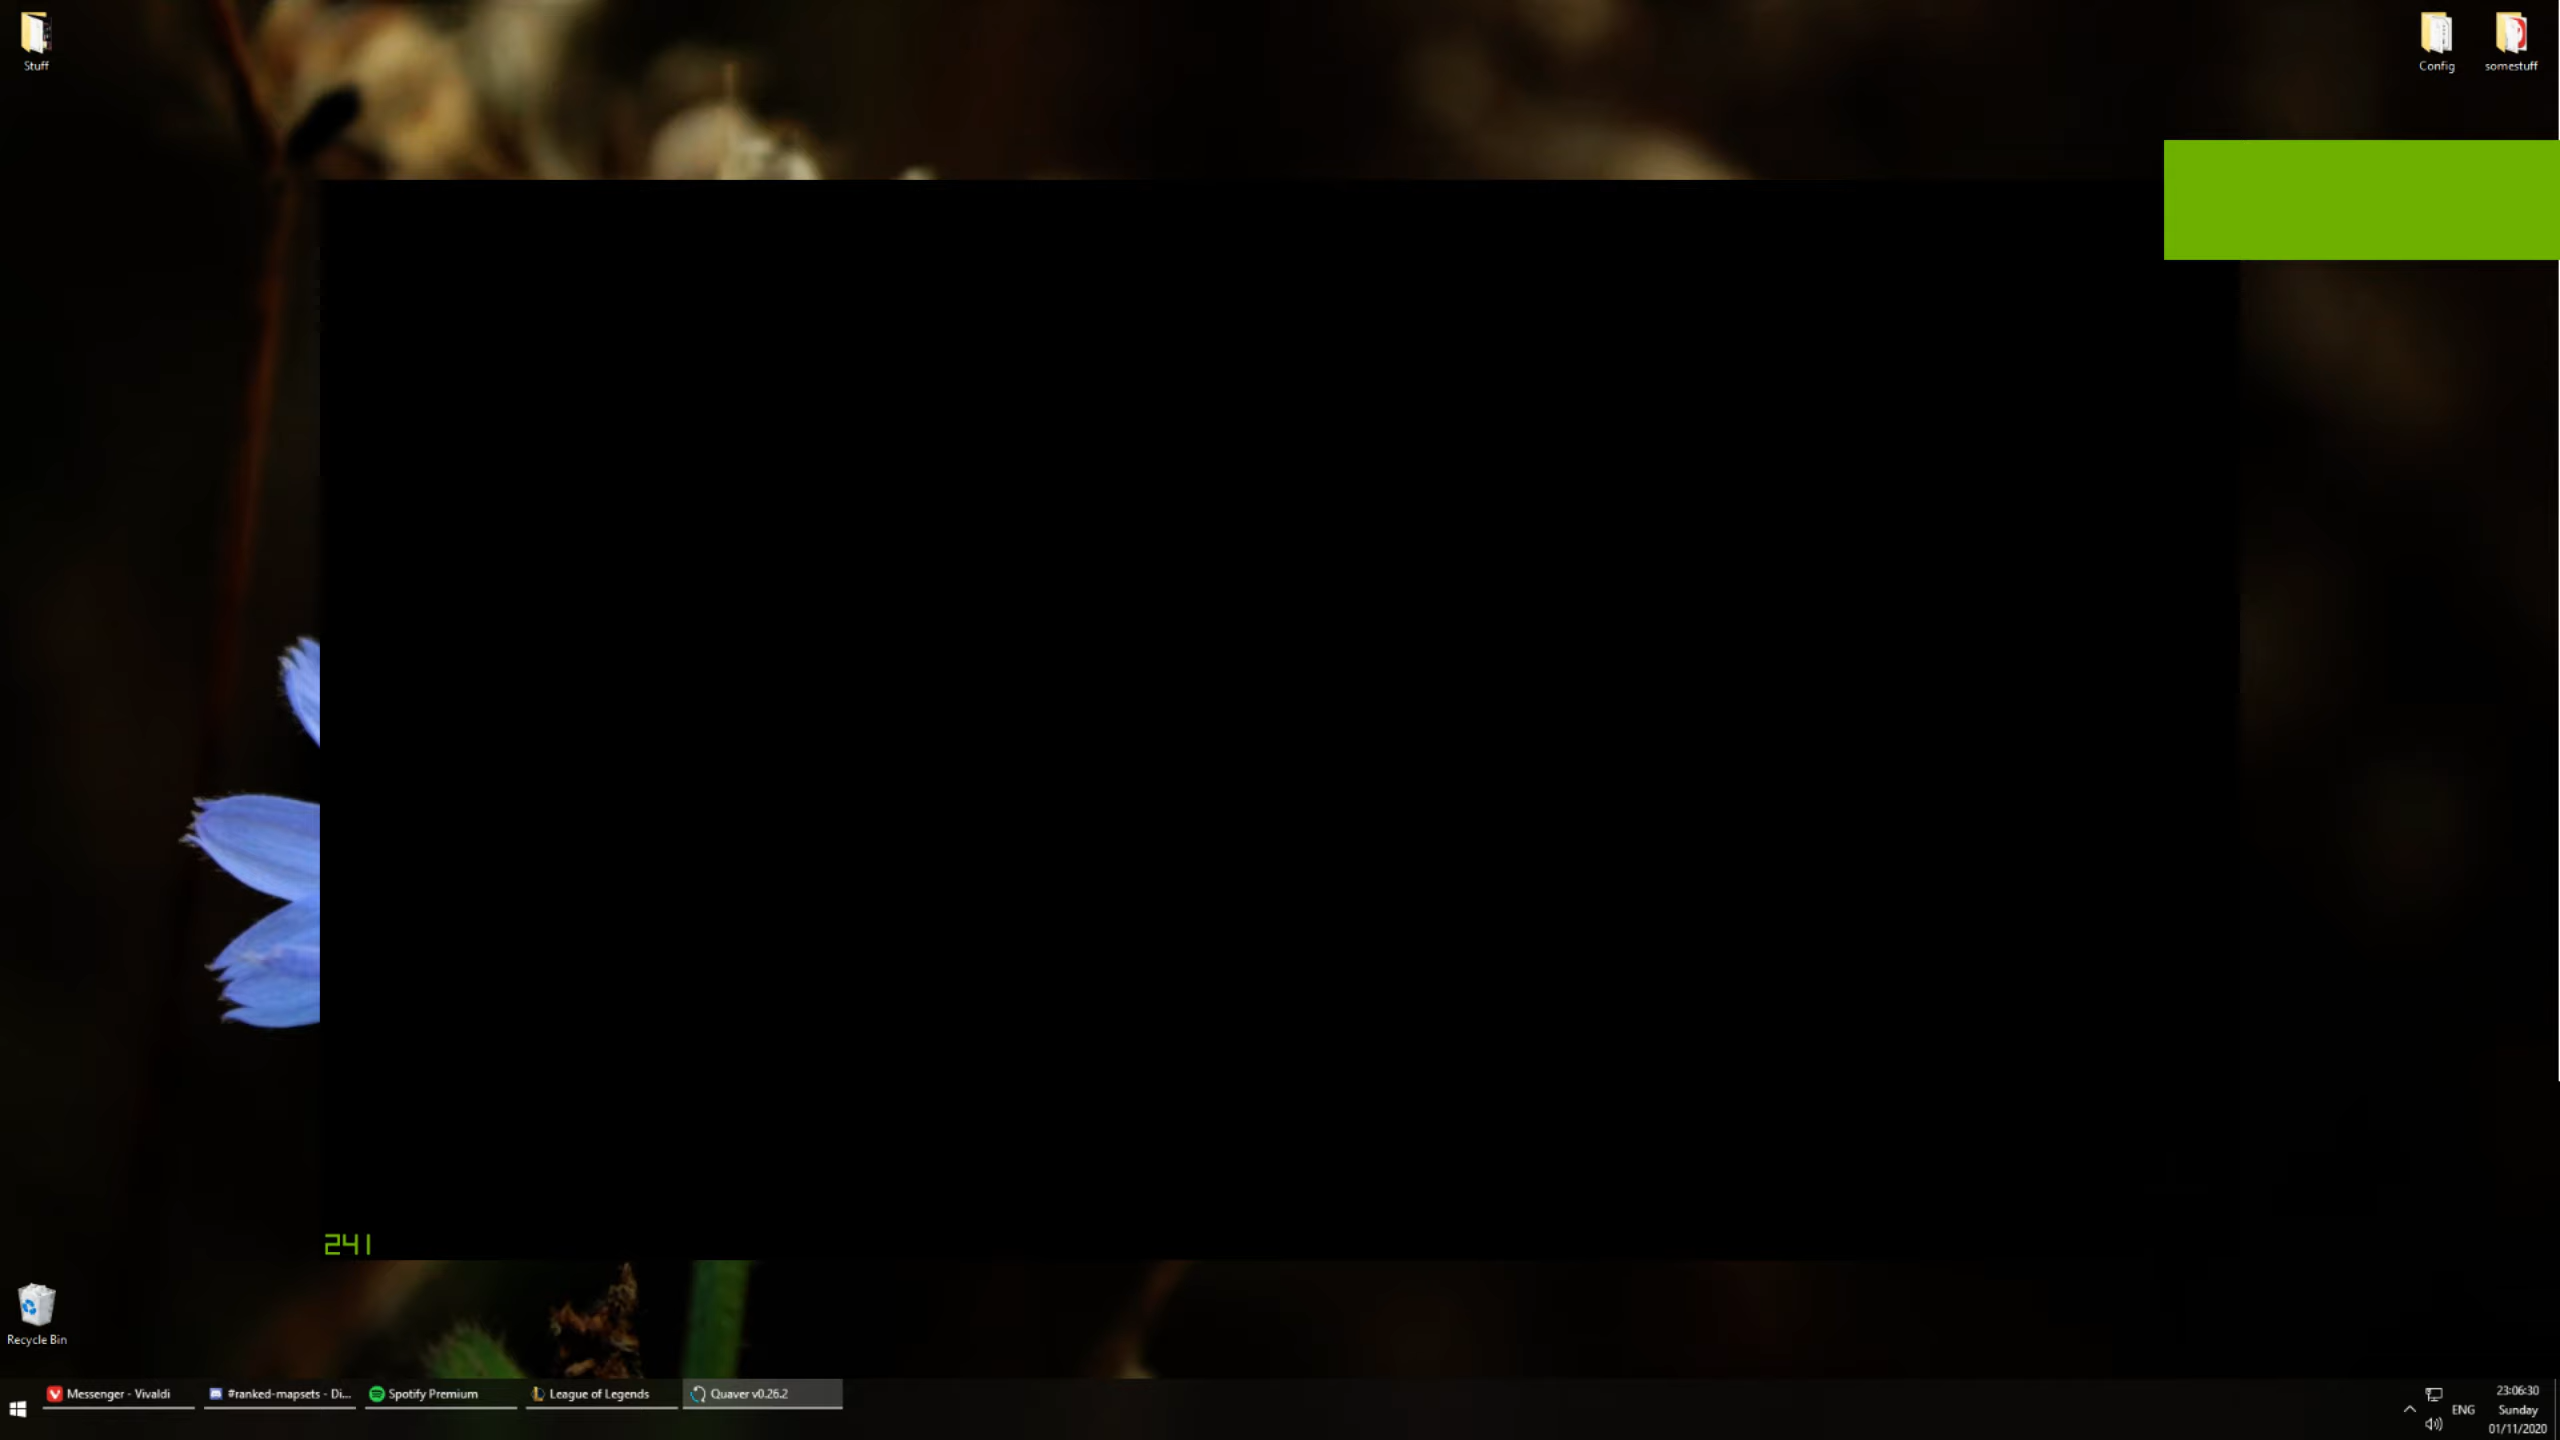 Stuff
Config
somestuff
241
Recycle Bin
Messenger - Vivaldi
#ranked-mapsets - Di...
Spotify Premium
League of Legends
Quaver v0.26.2
ENG
23:06:30
Sunday
01/11/2020